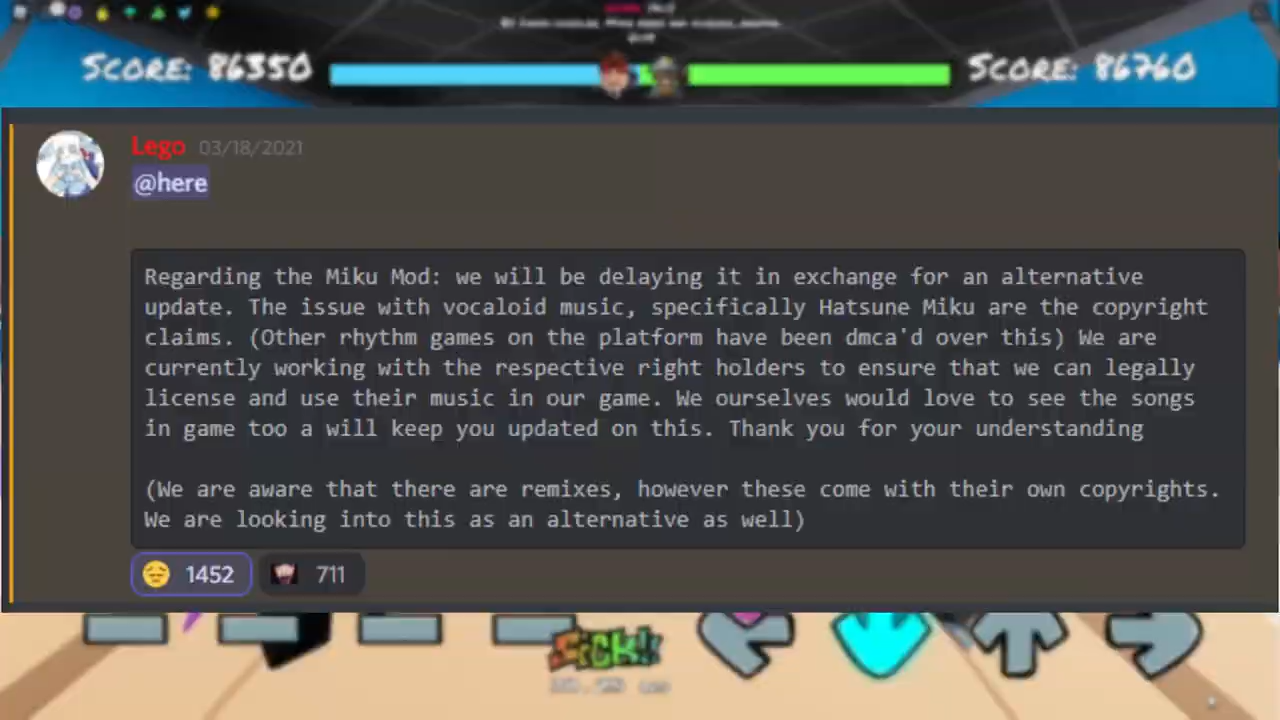 SCORE: 86350
SCORE: 86760
Lego 03/18/2021
@here
Regarding the Miku Mod: we will be delaying it in exchange for an alternative
update. The issue with vocaloid music, specifically Hatsune Miku are the copyright
claims. (Other rhythm games on the platform have been dmca'd over this) We are
currently working with the respective right holders to ensure that we can legally
license and use their music in our game. We ourselves would love to see the songs
in game too a will keep you updated on this. Thank you for your understanding
(We are aware that there are remixes, however these come with their own copyrights.
We are looking into this as an alternative as well)
1452 711
SICK!!